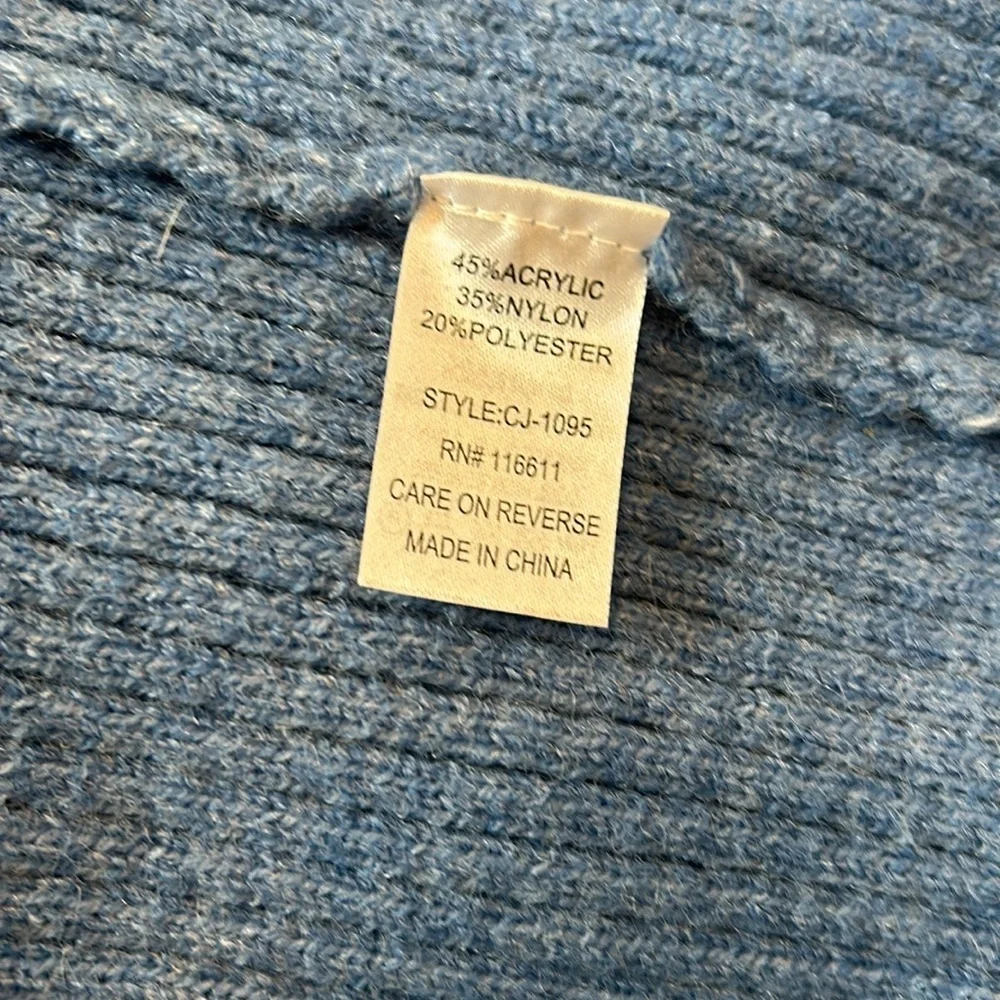 45%ACRYLIC
35%NYLON
20%POLYESTER
STYLE:CJ-1095
RN# 116611
CARE ON REVERSE
MADE IN CHINA